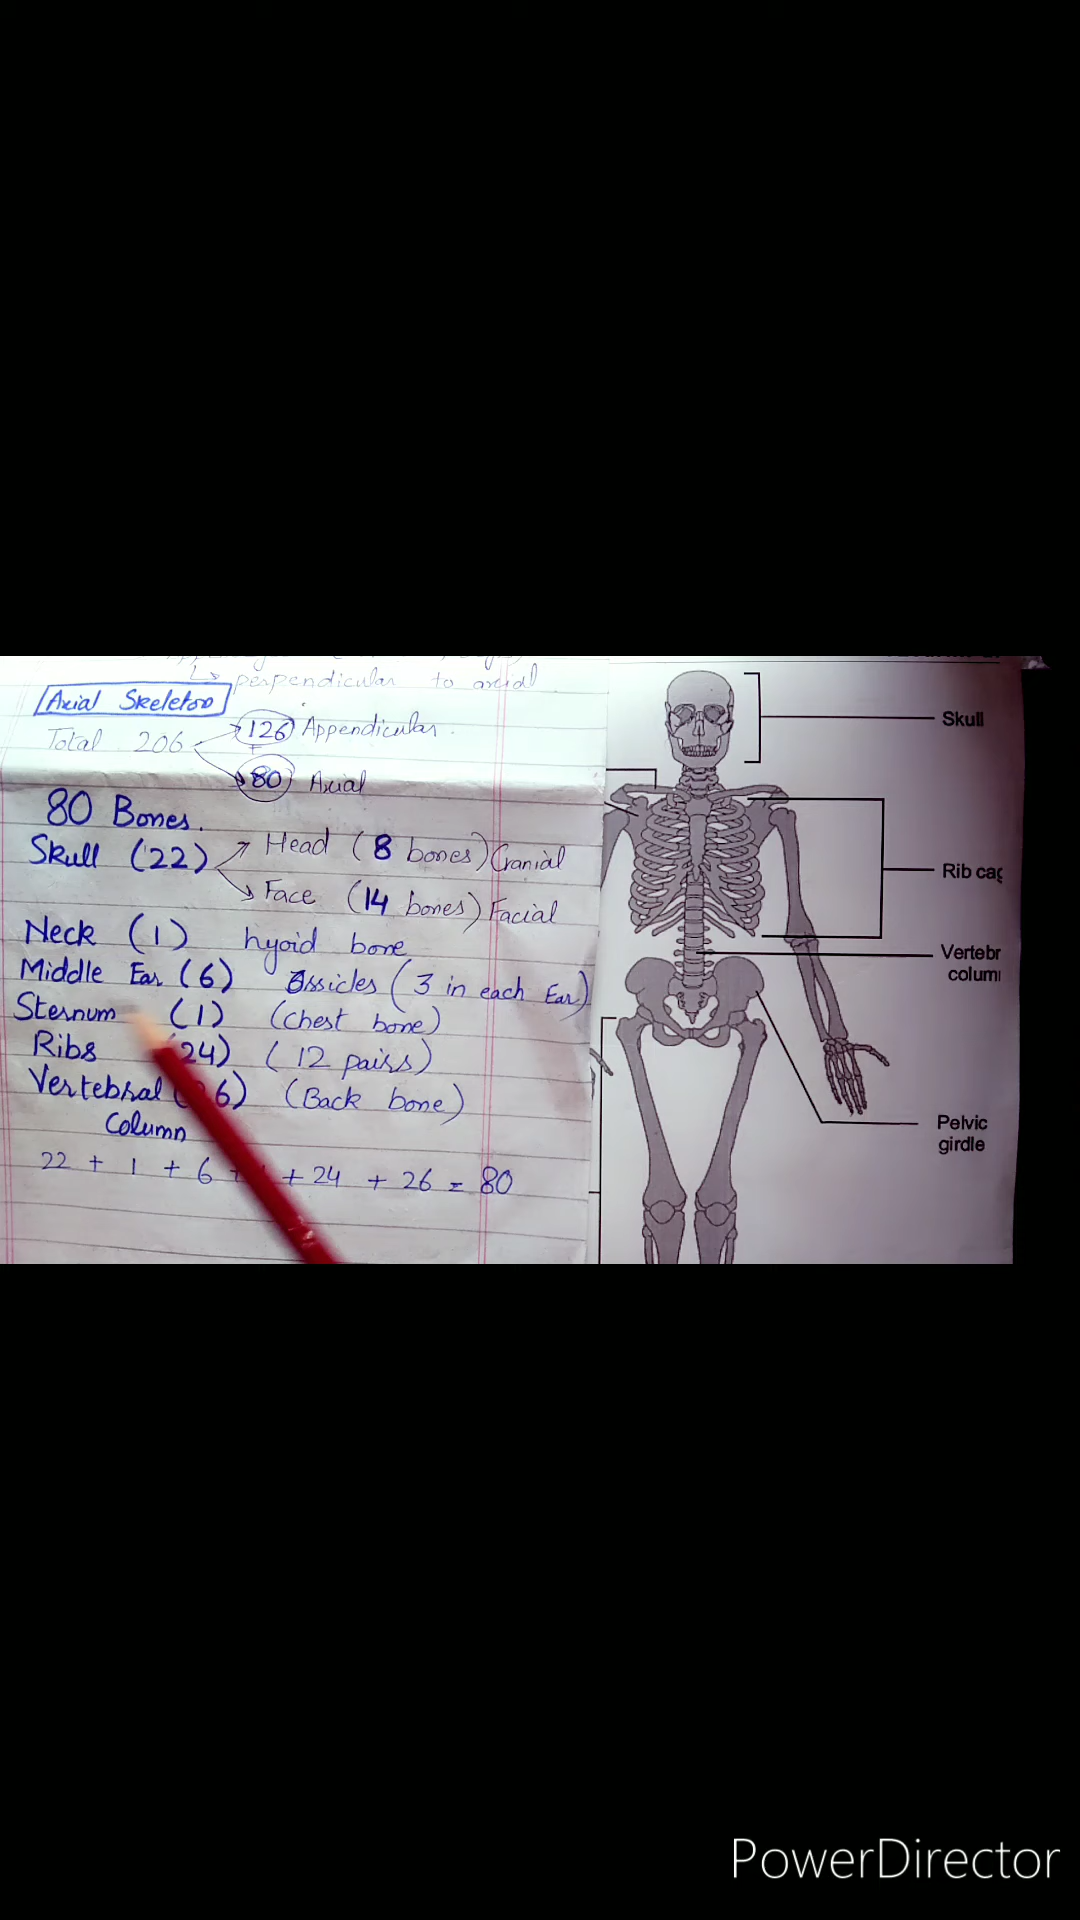 perpendicular to axial
Axial Skeleton
Total 206
126 Appendicular.
+
80 Axial
80 Bones.
Skull (22)
Head (8 bones) Cranial
Face (14 bones) Facial
Neck (1) hyoid bone
Middle Ear (6) Ossicles (3 in each Ear)
Sternum (1) (Chest bone)
Ribs 24) (12 pairs)
Vertebral 6) (Back bone)
Column
22 + 1 + 6 + 24 + 26 = 80
Skull
Rib cag
Vertebr
colum
Pelvic
girdle
PowerDirector